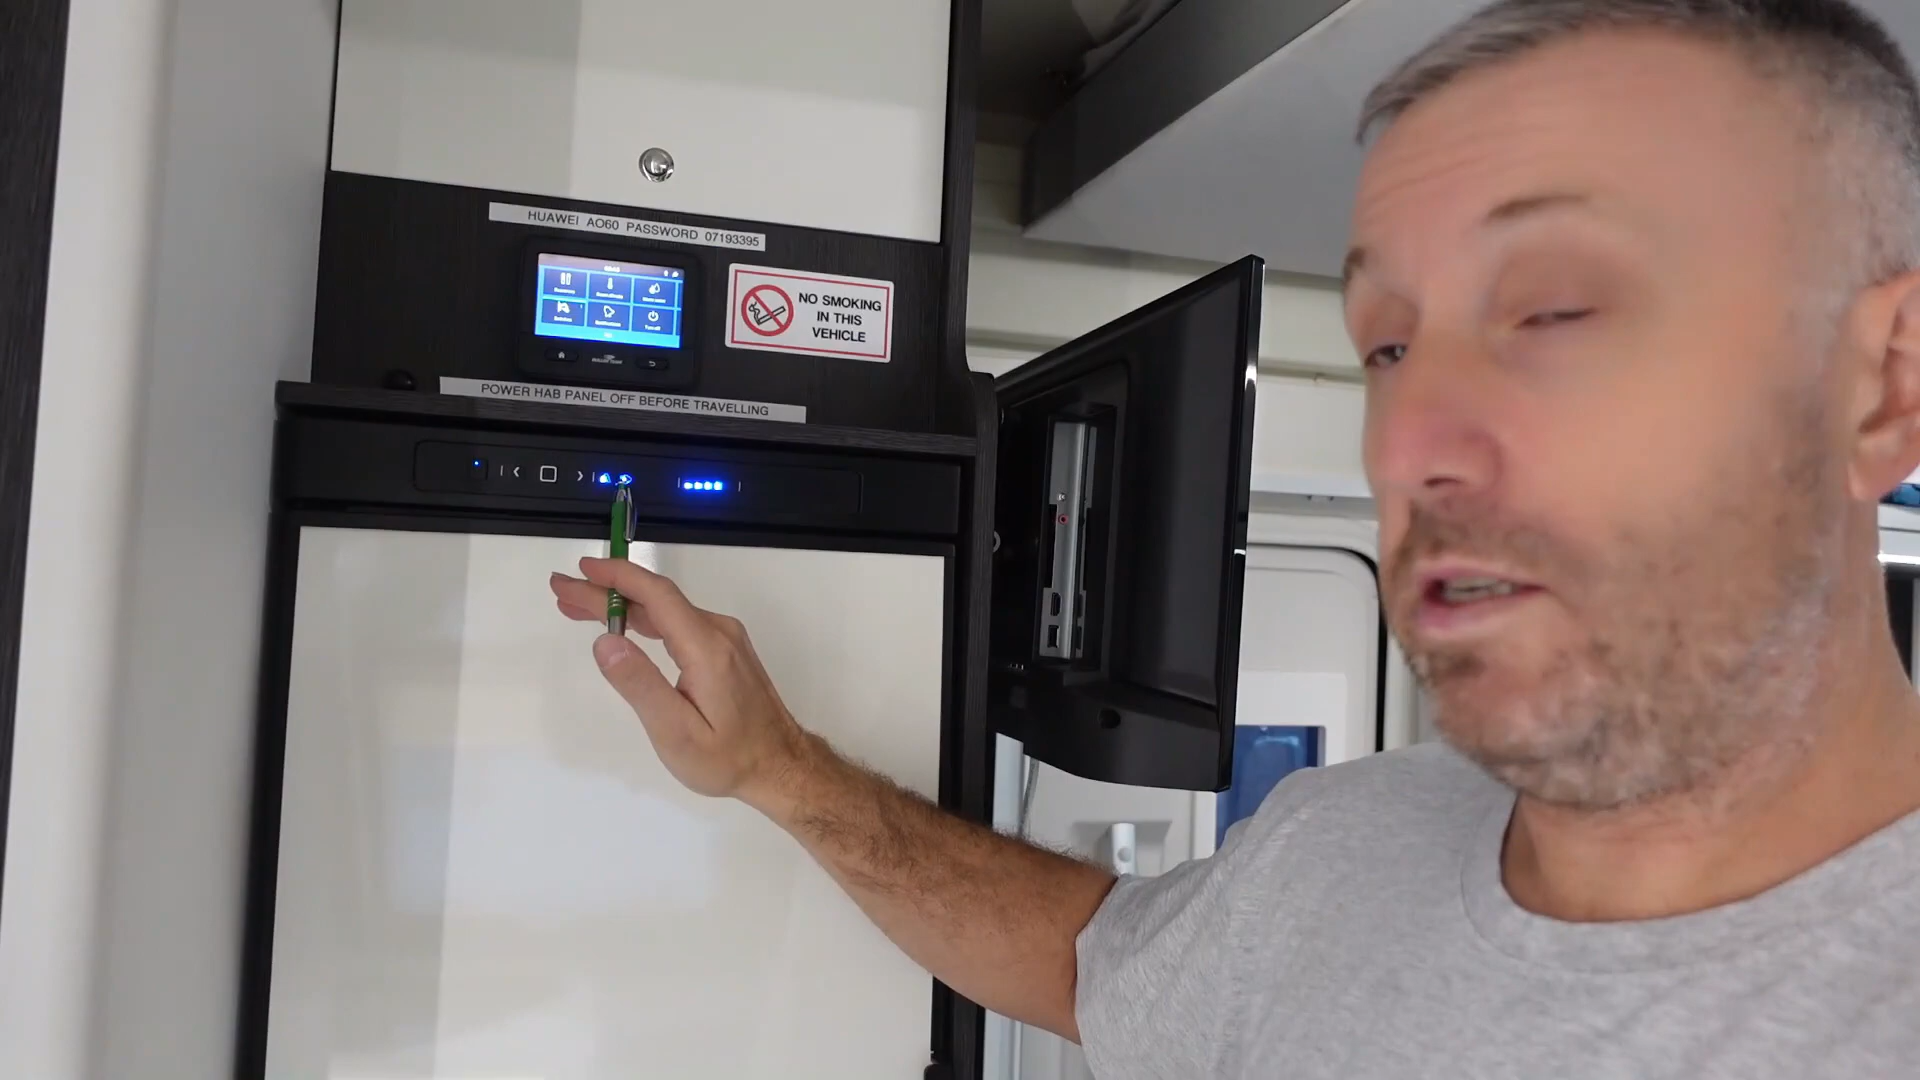 HUAWEI AO60 PASSWORD 07193395
NO SMOKING
IN THIS
VEHICLE
POWER HAB PANEL OFF BEFORE TRAVELLING